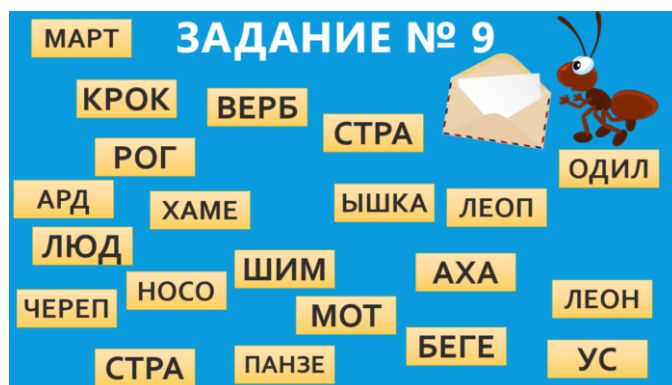 МАРТ
ЗАДАНИЕ № 9
КРОК
ВЕРБ
СТРА
РОГ
ОДИЛ
АРД
ХАМЕ
ЫШКА
ЛЕОП
ЛЮД
ШИМ
АХА
НОСО
ЛЕОН
ЧЕРЕП
МОТ
БЕГЕ
УС
СТРА
ПАНЗЕ